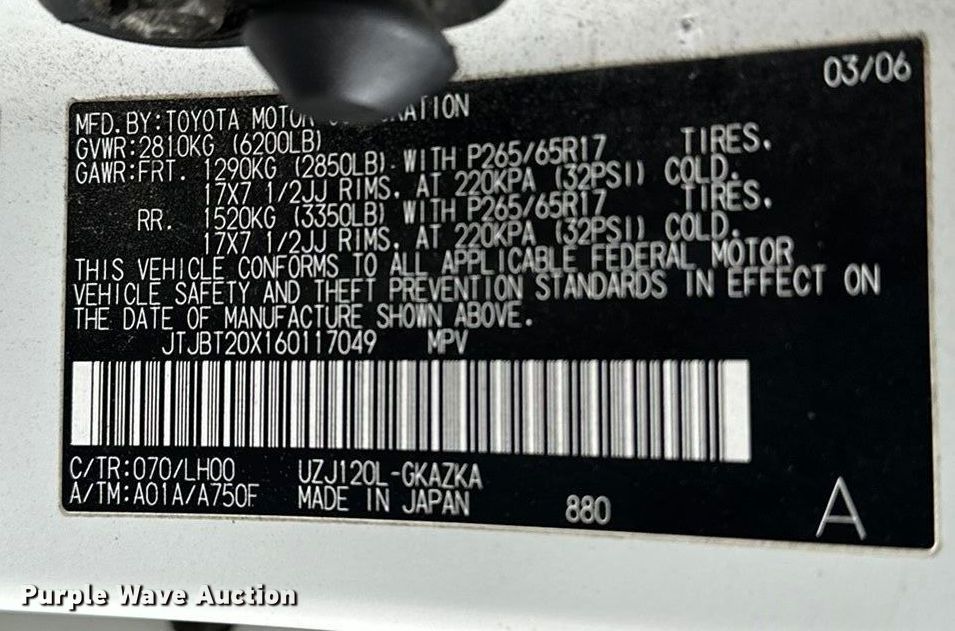 03/06
MFD. BY: TOYOTA MOTOR CORPORATION
GVWR: 2810KG (6200LB)
GAWR: FRT. 1290KG (2850LB) WITH P265/65R17 TIRES,
17X7 1/2JJ RIMS, AT 220KPA (32PSI) COLD.
RR. 1520KG (3350LB) WITH P265/65R17 TIRES,
17X7 1/2JJ RIMS, AT 220KPA (32PSI) COLD.
THIS VEHICLE CONFORMS TO ALL APPLICABLE FEDERAL MOTOR
VEHICLE SAFETY AND THEFT PREVENTION STANDARDS IN EFFECT ON
THE DATE OF MANUFACTURE SHOWN ABOVE.
JTJBT20X160117049 MPV
C/TR: 070/LH00 UZJ120L-GKAZKA
A/TM: A01A/A750F MADE IN JAPAN 880 A
Purple Wave Auction